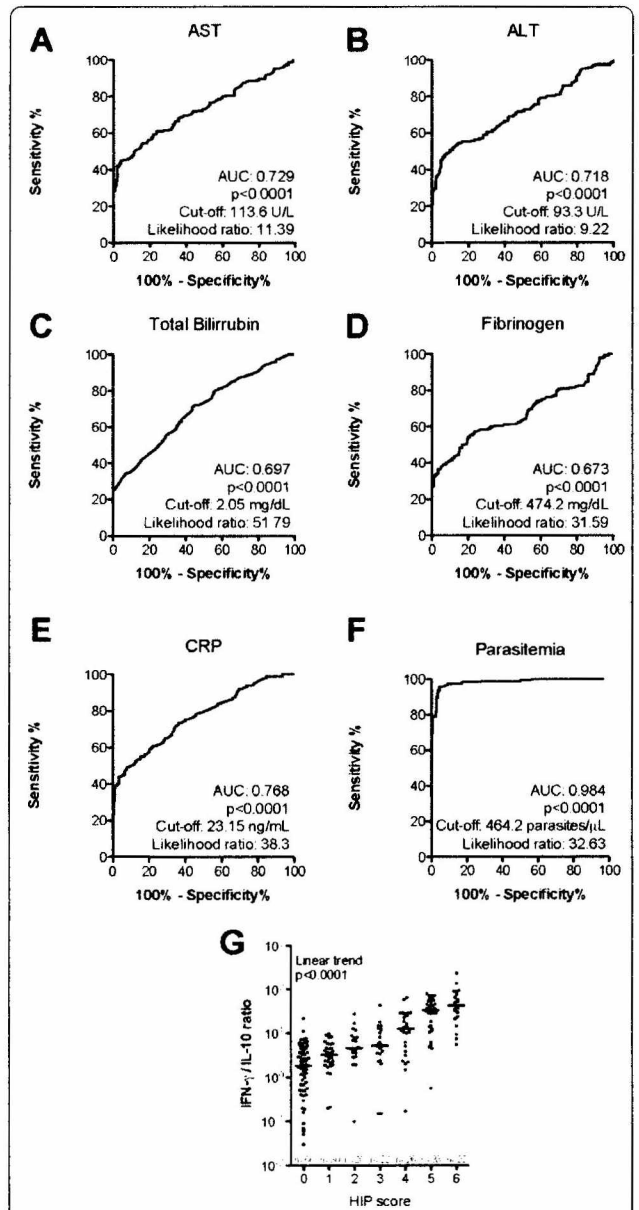 A
AST
Sensitivity %
100
80
60
40
20
0
AUC: 0.729
p<0.0001
Cut-off: 113.6 U/L
Likelihood ratio: 11.39
0 20 40 60 80 100
100% - Specificity%
B
ALT
Sensitivity %
100
80
60
40
20
0
AUC: 0.718
p<0.0001
Cut-off: 93.3 U/L
Likelihood ratio: 9.22
0 20 40 60 80 100
100% - Specificity%
C
Total Bilirrubin
Sensitivity %
100
80
60
40
20
0
AUC: 0.697
p<0.0001
Cut-off: 2.05 mg/dL
Likelihood ratio: 51.79
0 20 40 60 80 100
100% - Specificity%
D
Fibrinogen
Sensitivity %
100
80
60
40
20
0
AUC: 0.673
p<0.0001
Cut-off: 474.2 mg/dL
Likelihood ratio: 31.59
0 20 40 60 80 100
100% - Specificity%
E
CRP
Sensitivity %
100
80
60
40
20
0
AUC: 0.768
p<0.0001
Cut-off: 23.15 ng/mL
Likelihood ratio: 38.3
0 20 40 60 80 100
100% - Specificity%
F
Parasitemia
Sensitivity %
100
80
60
40
20
0
AUC: 0.984
p<0.0001
Cut-off: 464.2 parasites/μL
Likelihood ratio: 32.63
0 20 40 60 80 100
100% - Specificity%
G
Linear trend
p<0.0001
IFN-γ / IL-10 ratio
10
10
10
10
10
10
0 1 2 3 4 5 6
HIP score